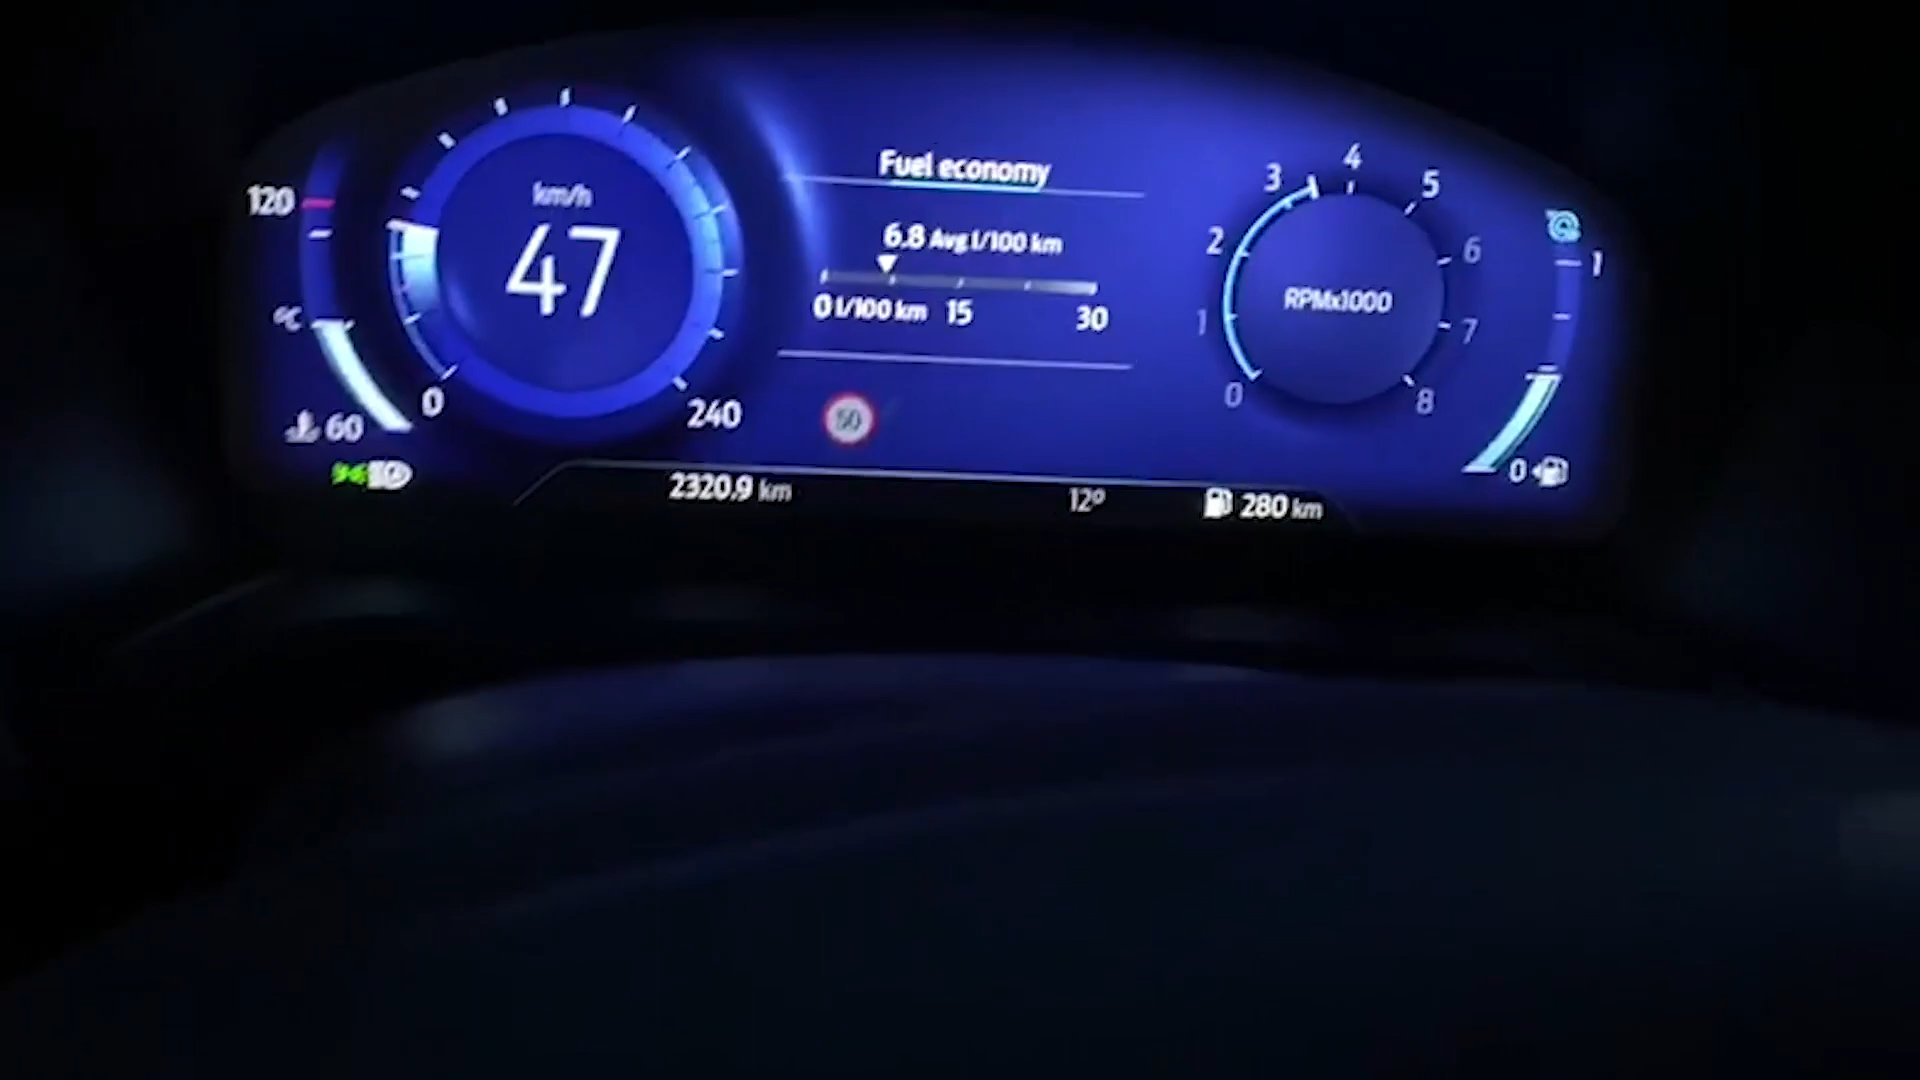 120
°C
60
km/h
47
0
240
Fuel economy
6.8 Avg l/100 km
0 l/100 km 15 30
50
0
1
2
3
4
5
6
7
8
RPMx1000
1
0
2320.9 km
12°
280 km